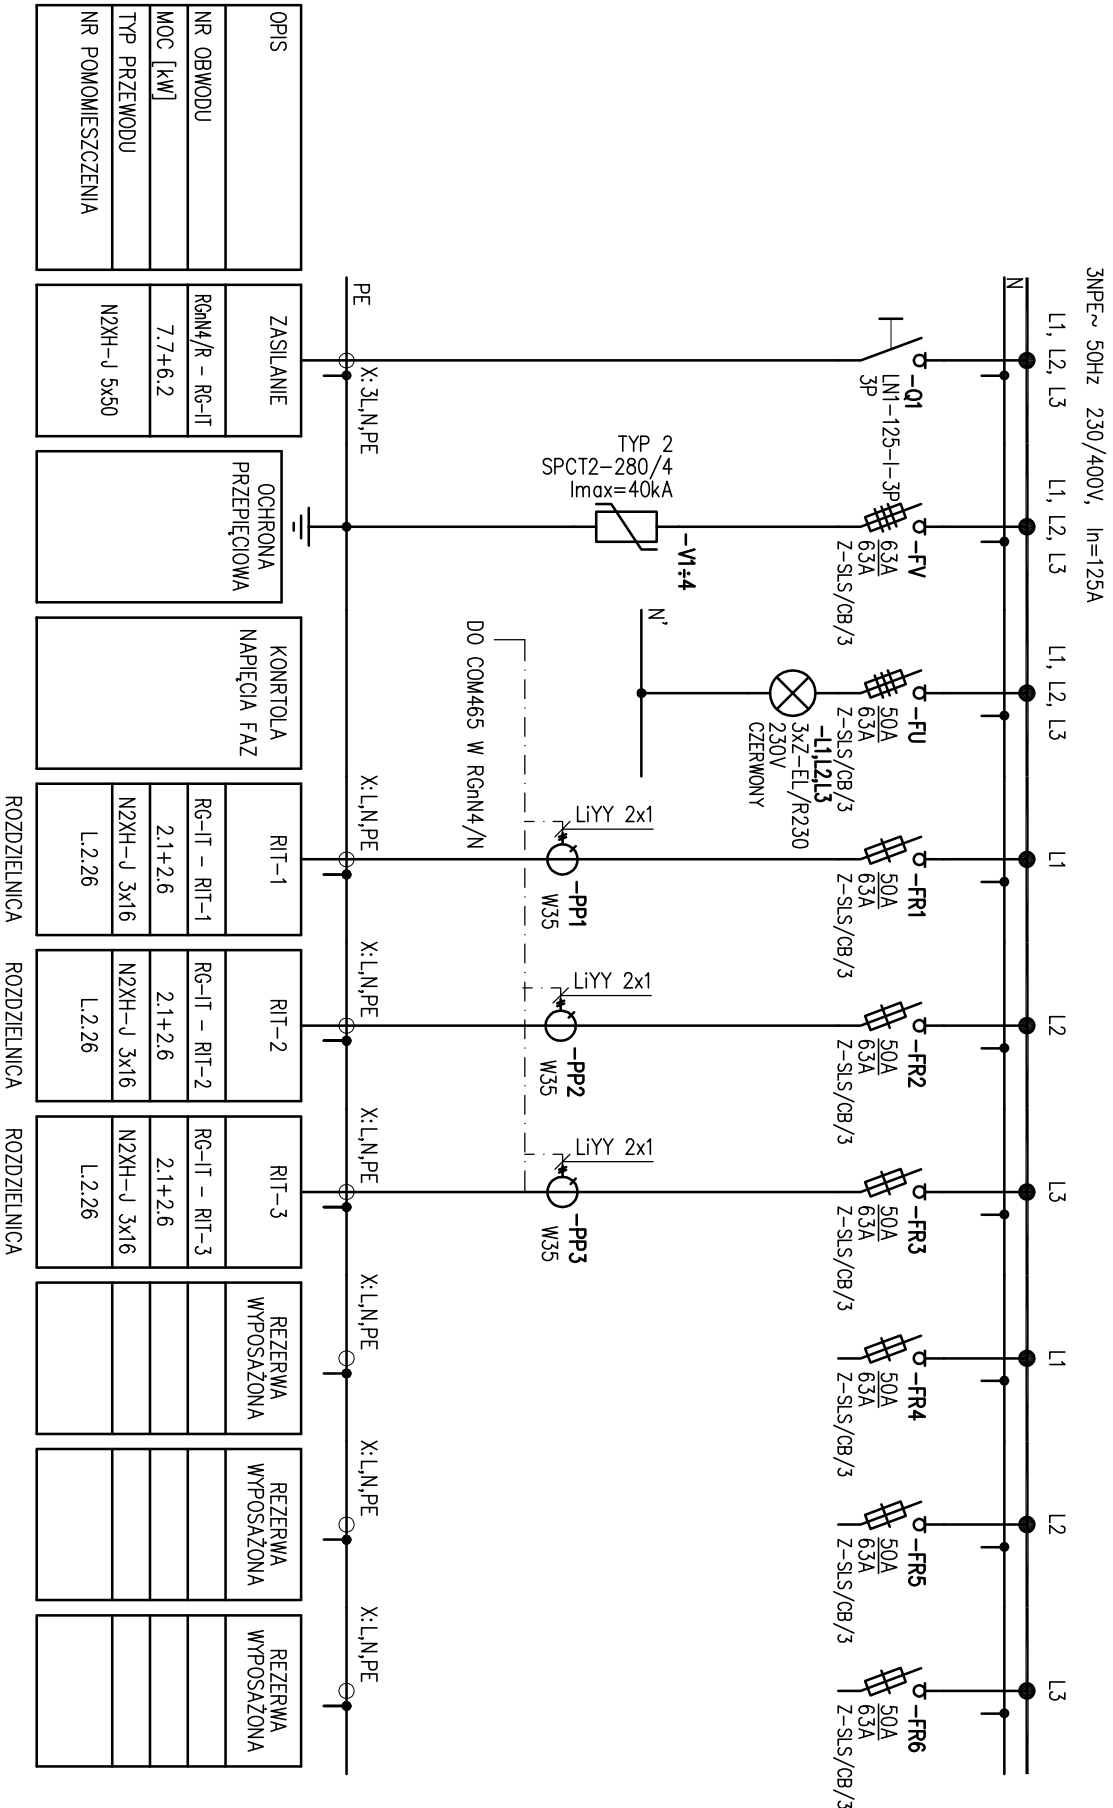 3NPE~ 50Hz 230/400V, In=125A
L1, L2, L3
L1, L2, L3
L1, L2, L3
L1
L2
L3
L1
L2
L3
N
-Q1
LN1-125-I-3P
3P
-FV
63A
63A
Z-SLS/CB/3
-FU
50A
63A
Z-SLS/CB/3
-FR1
50A
63A
Z-SLS/CB/3
-FR2
50A
63A
Z-SLS/CB/3
-FR3
50A
63A
Z-SLS/CB/3
-FR4
50A
63A
Z-SLS/CB/3
-FR5
50A
63A
Z-SLS/CB/3
-FR6
50A
63A
Z-SLS/CB/3
-L1,L2,L3
3xZ-EL/R230
230V
CZERWONY
TYP 2
SPCT2-280/4
Imax=40kA
-V1÷4
N'
DO COM465 W RGnN4/N
LiYY 2x1
-PP1
W35
LiYY 2x1
-PP2
W35
LiYY 2x1
-PP3
W35
PE
X: 3L,N,PE
X: L,N,PE
X: L,N,PE
X: L,N,PE
X: L,N,PE
X: L,N,PE
X: L,N,PE
OPIS
NR OBWODU
MOC [kW]
TYP PRZEWODU
NR POMOMIESZCZENIA
ZASILANIE
RGnN4/R - RG-IT
7.7+6.2
N2XH-J 5x50
OCHRONA
PRZEPIĘCIOWA
KONRTOLA
NAPIĘCIA FAZ
RIT-1
RG-IT - RIT-1
2.1+2.6
N2XH-J 3x16
L.2.26
ROZDZIELNICA
RIT-2
RG-IT - RIT-2
2.1+2.6
N2XH-J 3x16
L.2.26
ROZDZIELNICA
RIT-3
RG-IT - RIT-3
2.1+2.6
N2XH-J 3x16
L.2.26
ROZDZIELNICA
REZERWA
WYPOSAŻONA
REZERWA
WYPOSAŻONA
REZERWA
WYPOSAŻONA